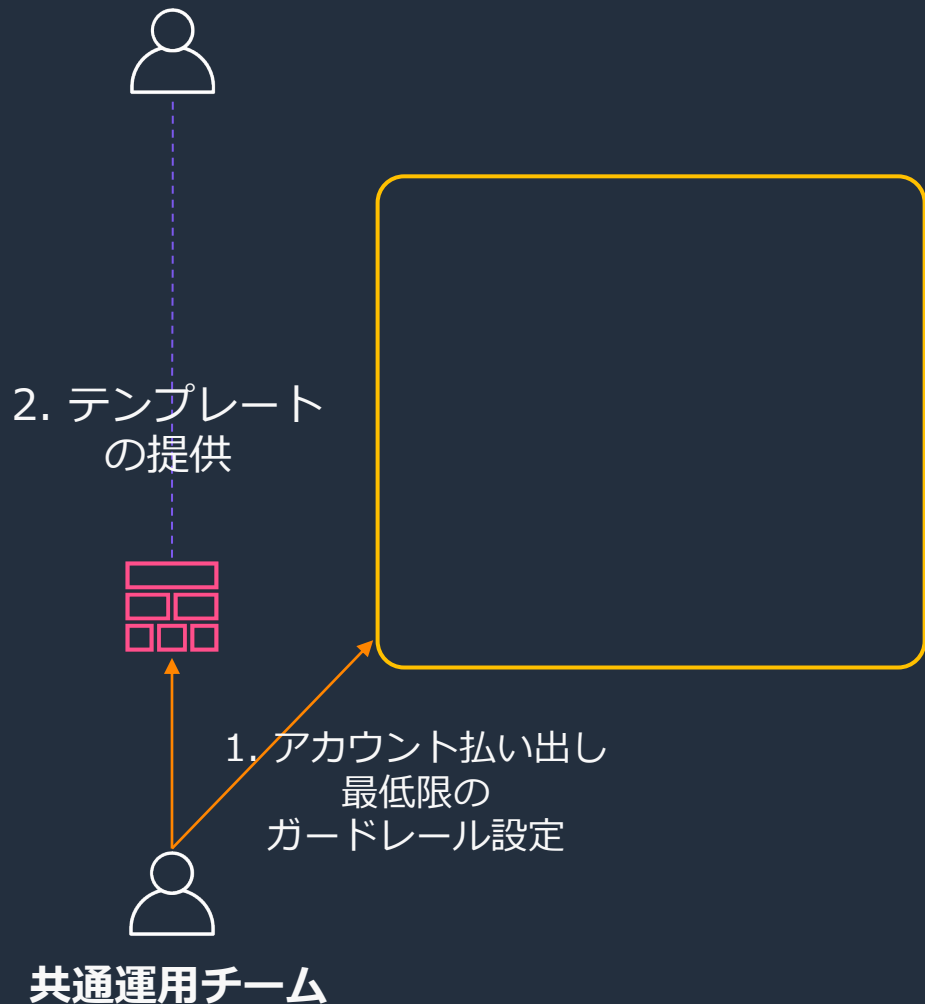 2. テンプレート
の提供
1. アカウント払い出し
最低限の
ガードレール設定
共通運用チーム